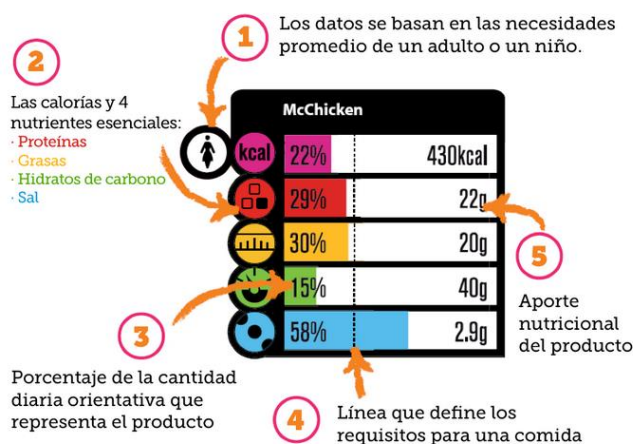 1
Los datos se basan en las necesidades
promedio de un adulto o un niño.
2
Las calorías y 4
nutrientes esenciales:
· Proteínas
· Grasas
· Hidratos de carbono
· Sal
McChicken
kcal 22% 430kcal
29% 22g
30% 20g
15% 40g
58% 2.9g
3
Porcentaje de la cantidad
diaria orientativa que
representa el producto
4
Línea que define los
requisitos para una comida
5
Aporte
nutricional
del producto